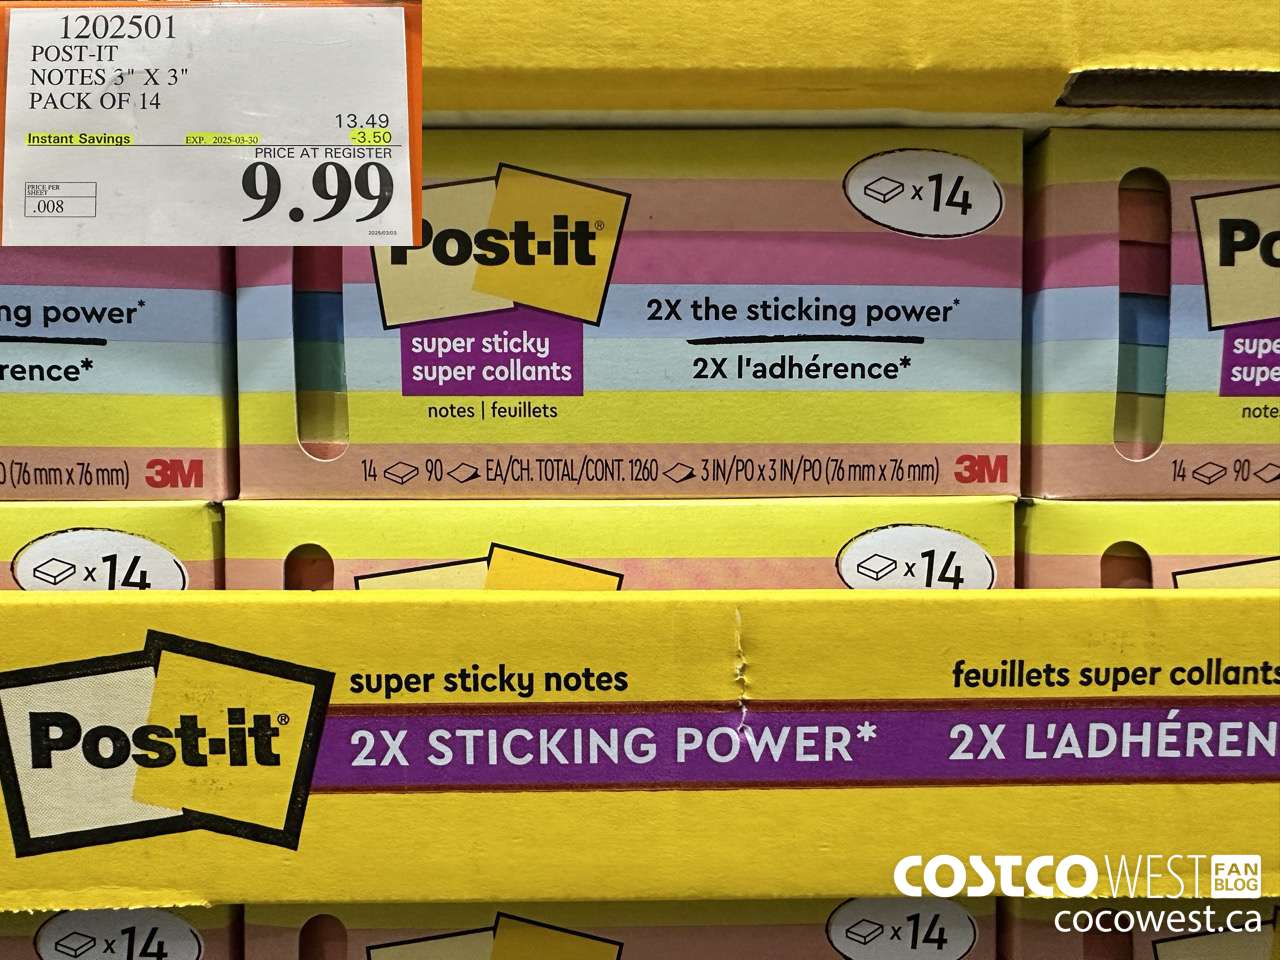 1202501
POST-IT
NOTES 3" X 3"
PACK OF 14
13.49
Instant Savings EXP. 2025-03-30 -3.50
PRICE AT REGISTER
9.99
PRICE PER
SHEET
.008
x14
Post-it®
2X the sticking power*
super sticky
super collants
2X l'adhérence*
notes | feuillets
14 90 EA/CH. TOTAL/CONT. 1260 3 IN/PO x 3 IN/PO (76 mm x 76 mm) 3M
ng power*
rence*
(76 mm x 76 mm) 3M
Po
supe
supe
note
14 90
x14
x14
Post-it®
super sticky notes
feuillets super collants
2X STICKING POWER*
2X L'ADHÉREN
COSTCO WEST FAN BLOG
cocowest.ca
x14
x14